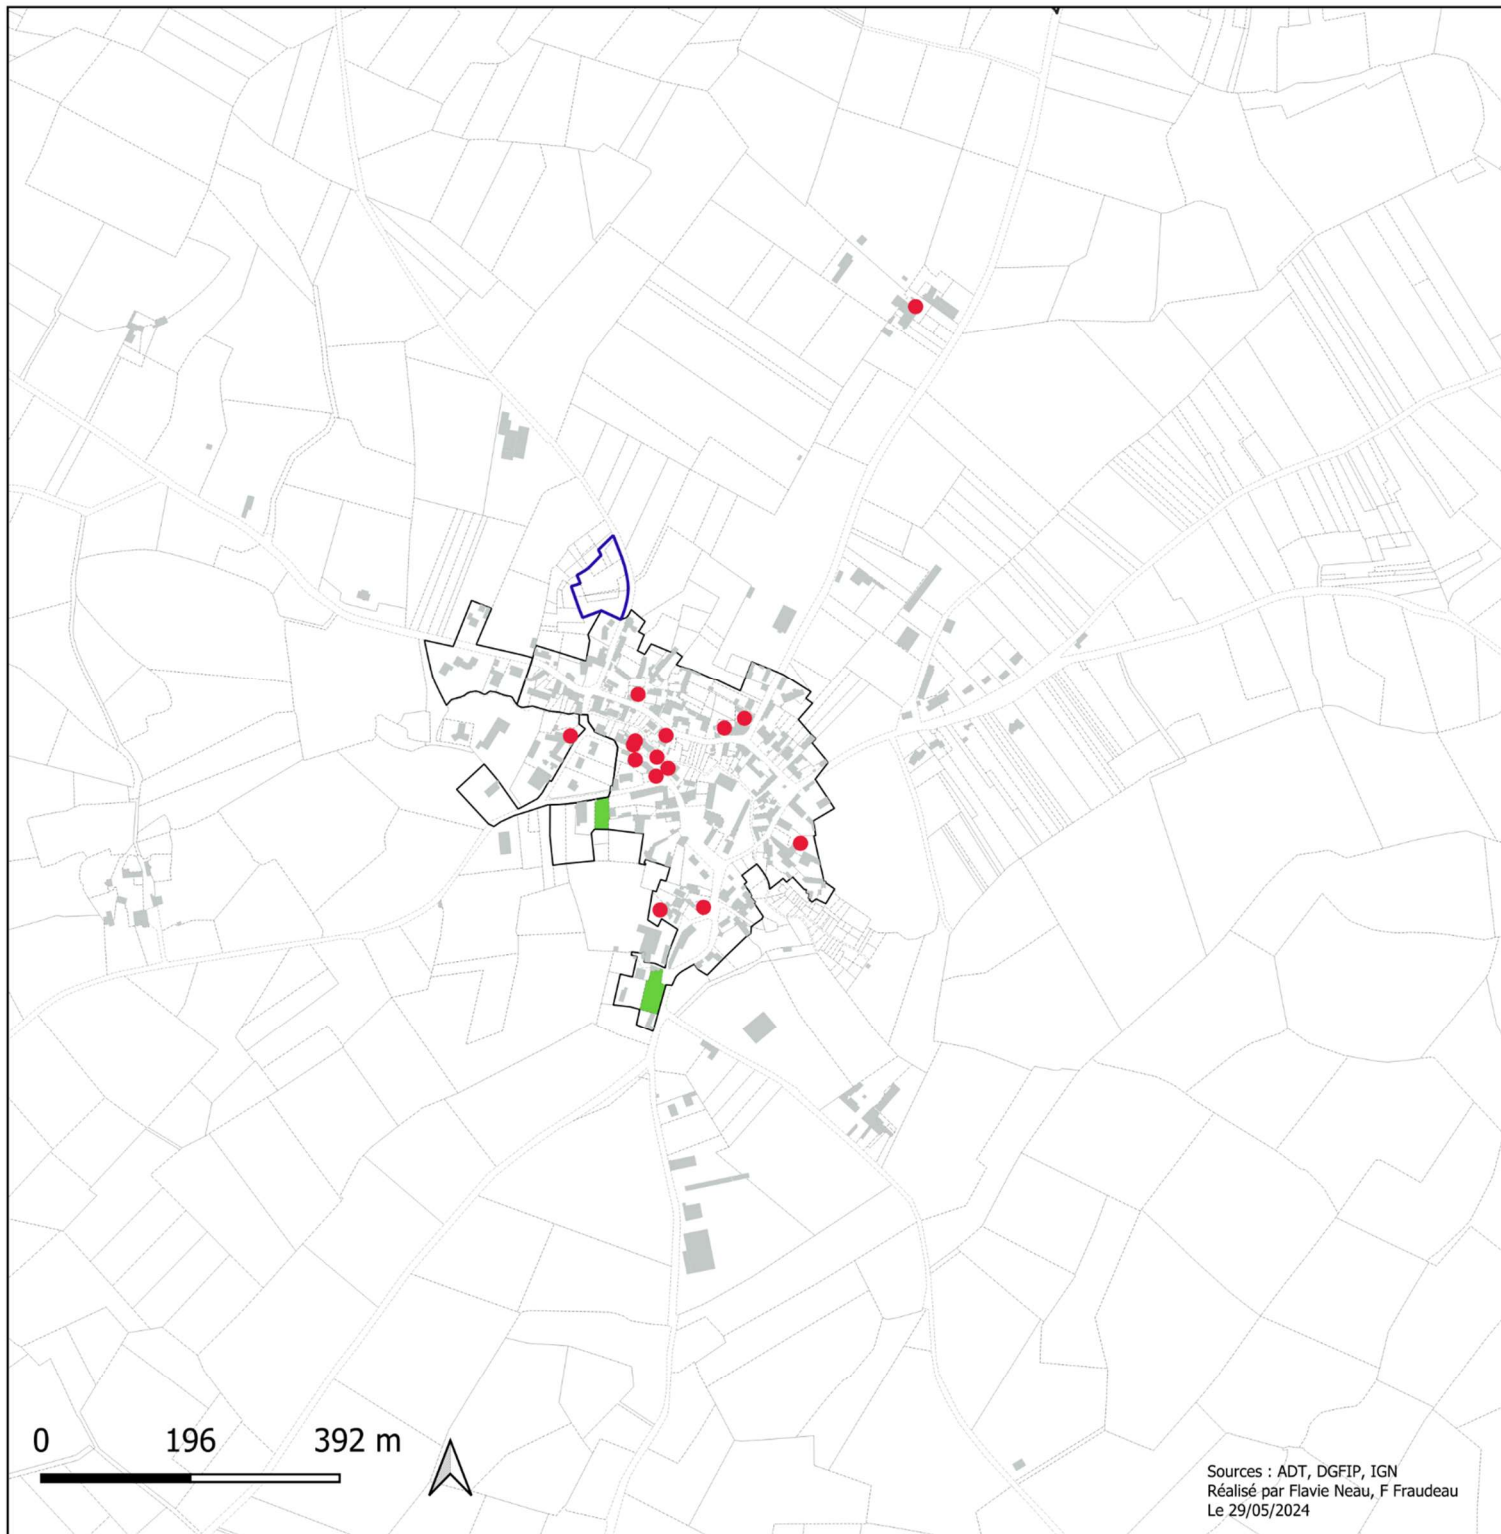 0 196 392 m
Sources : ADT, DGFIP, IGN
Réalisé par Flavie Neau, F Fraudeau
Le 29/05/2024